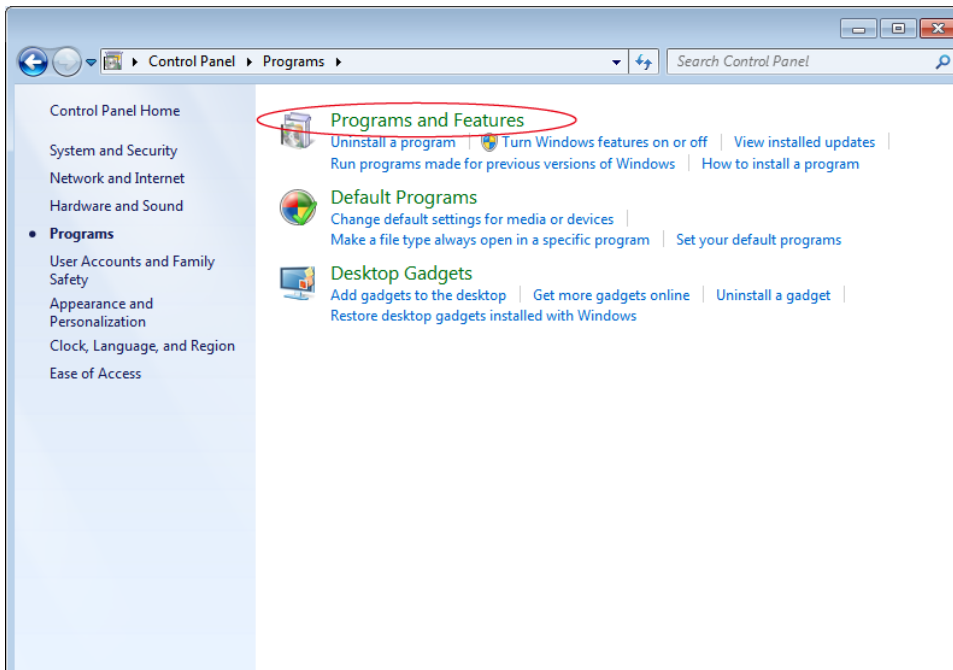 Control Panel Programs
Search Control Panel
Control Panel Home
System and Security
Network and Internet
Hardware and Sound
Programs
User Accounts and Family
Safety
Appearance and
Personalization
Clock, Language, and Region
Ease of Access
Programs and Features
Uninstall a program Turn Windows features on or off View installed updates
Run programs made for previous versions of Windows How to install a program
Default Programs
Change default settings for media or devices
Make a file type always open in a specific program Set your default programs
Desktop Gadgets
Add gadgets to the desktop Get more gadgets online Uninstall a gadget
Restore desktop gadgets installed with Windows